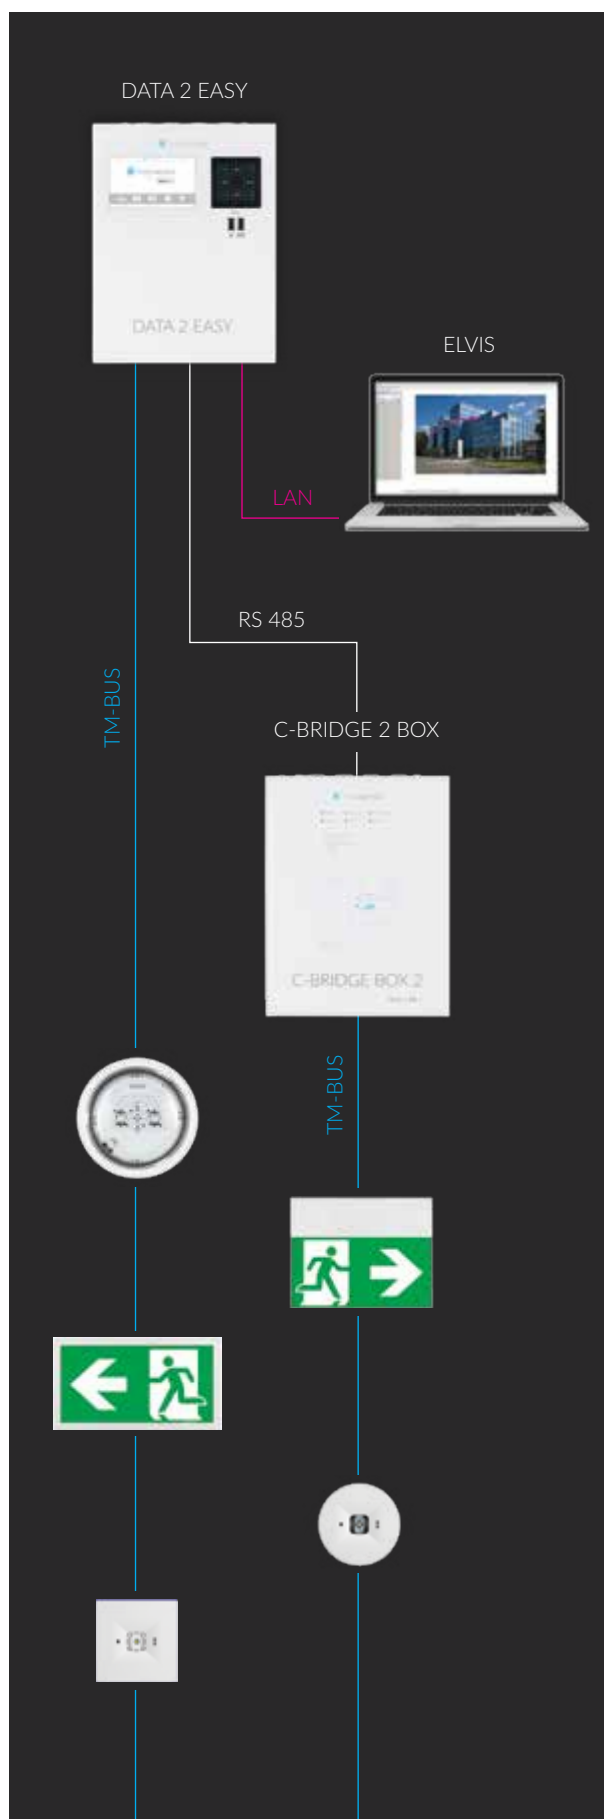 DATA 2 EASY
DATA 2 EASY
ELVIS
LAN
RS 485
TM-BUS
C-BRIDGE 2 BOX
C-BRIDGE BOX 2
TM-BUS